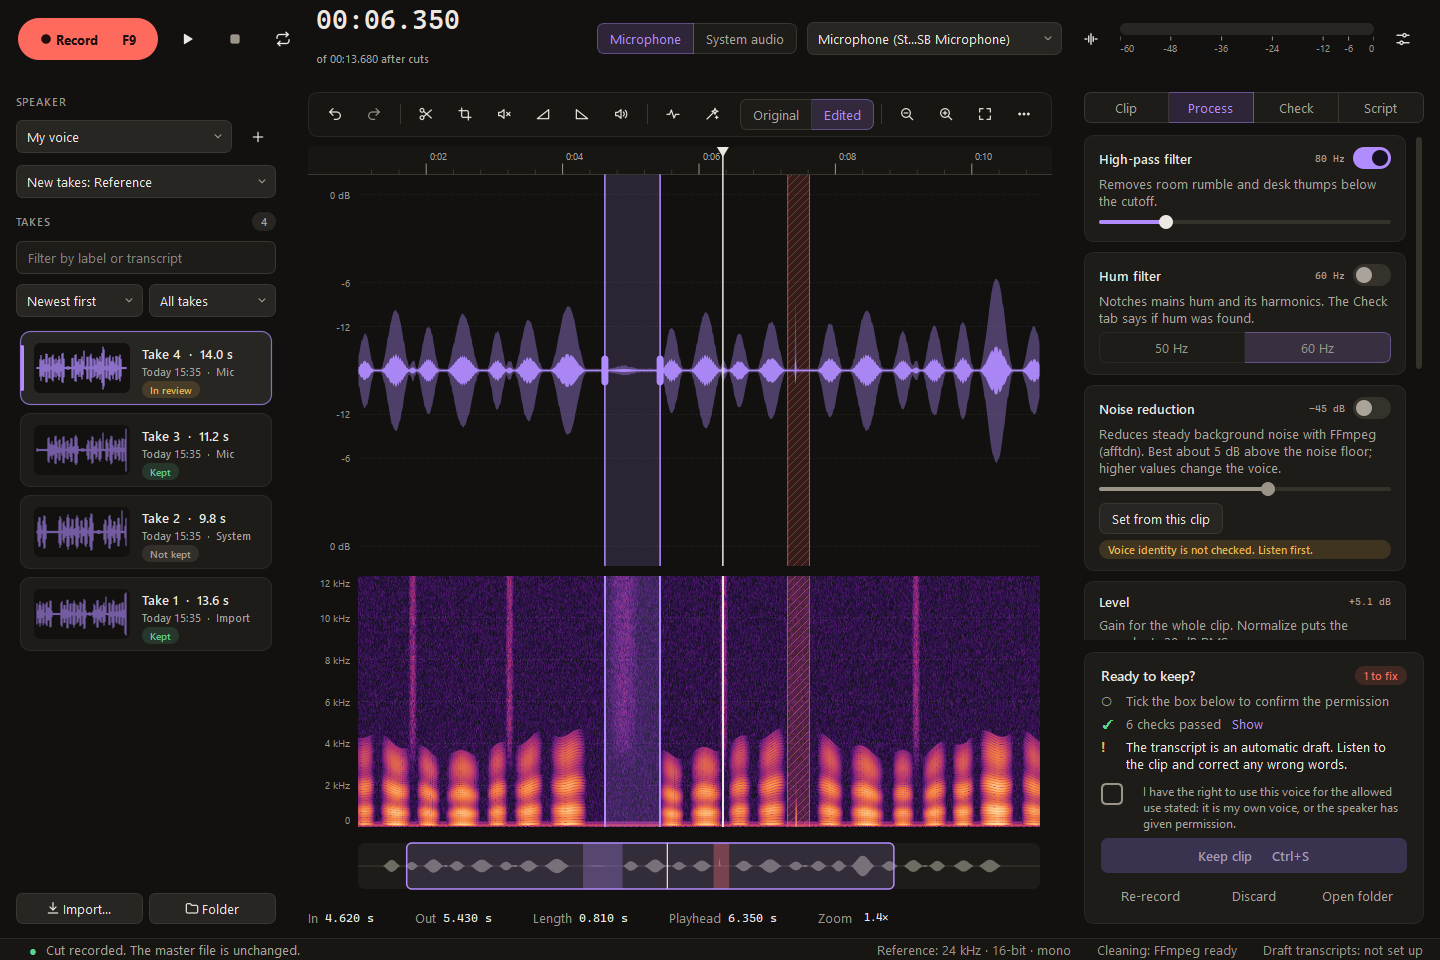 Record F9
00:06.350
of 00:13.680 after cuts
Microphone System audio
Microphone (St...SB Microphone)
-60 -48 -36 -24 -12 -6 0
SPEAKER
My voice
New takes: Reference
TAKES 4
Filter by label or transcript
Newest first All takes
Take 4 · 14.0 s
Today 15:35 · Mic
In review
Take 3 · 11.2 s
Today 15:35 · Mic
Kept
Take 2 · 9.8 s
Today 15:35 · System
Not kept
Take 1 · 13.6 s
Today 15:35 · Import
Kept
Import... Folder
Original Edited
0:02 0:04 0:06 0:08 0:10
0 dB
-6
-12
-12
-6
0 dB
12 kHz
10 kHz
8 kHz
6 kHz
4 kHz
2 kHz
0
In 4.620 s Out 5.430 s Length 0.810 s Playhead 6.350 s Zoom 1.4×
Clip Process Check Script
High-pass filter 80 Hz
Removes room rumble and desk thumps below
the cutoff.
Hum filter 60 Hz
Notches mains hum and its harmonics. The Check
tab says if hum was found.
50 Hz 60 Hz
Noise reduction −45 dB
Reduces steady background noise with FFmpeg
(afftdn). Best about 5 dB above the noise floor;
higher values change the voice.
Set from this clip
Voice identity is not checked. Listen first.
Level +5.1 dB
Gain for the whole clip. Normalize puts the
Ready to keep? 1 to fix
Tick the box below to confirm the permission
6 checks passed Show
! The transcript is an automatic draft. Listen to
the clip and correct any wrong words.
I have the right to use this voice for the allowed
use stated: it is my own voice, or the speaker has
given permission.
Keep clip Ctrl+S
Re-record Discard Open folder
Cut recorded. The master file is unchanged.
Reference: 24 kHz · 16-bit · mono Cleaning: FFmpeg ready Draft transcripts: not set up